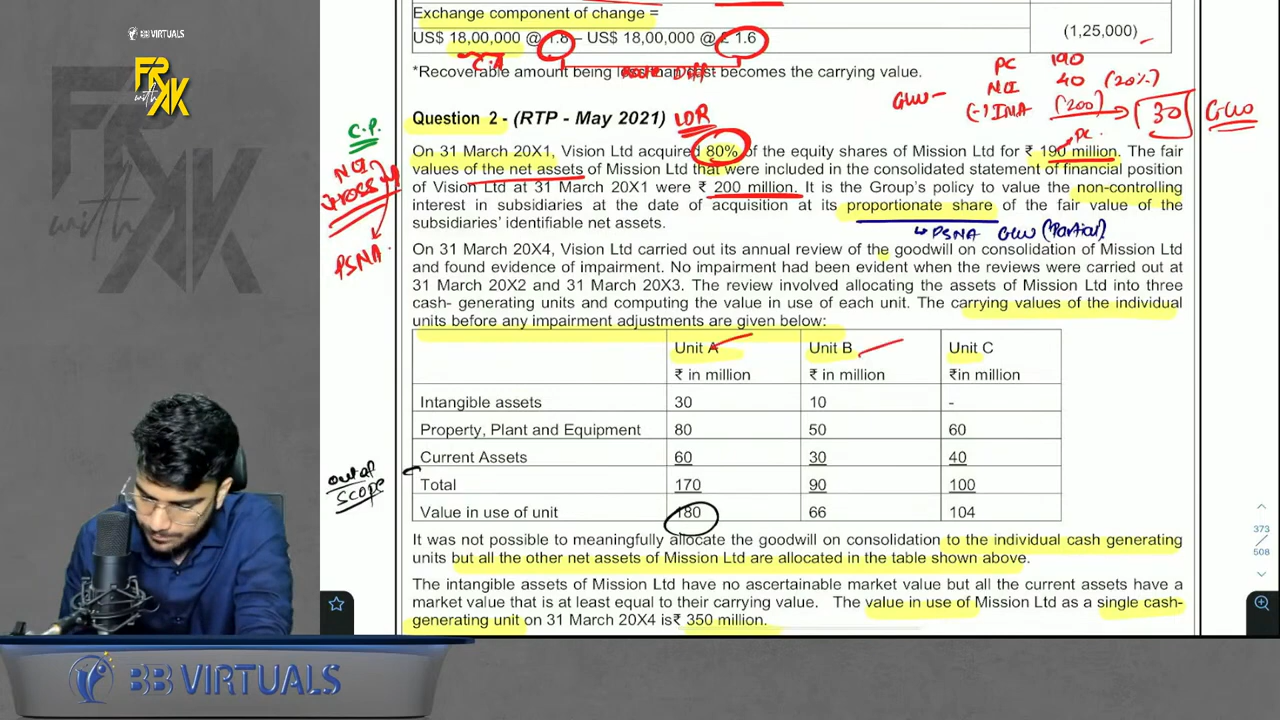 BB VIRTUALS
FR
with
AK
Exchange component of change =
US$ 18,00,000 @ 1.8 – US$ 18,00,000 @ £ 1.6
(1,25,000)
*Recoverable amount being less than cost becomes the carrying value.
PC 190
NCI 40 (20%)
GW - (-) INA (200) → 30 GW
Question 2 - (RTP - May 2021)
C.P.
On 31 March 20X1, Vision Ltd acquired 80% of the equity shares of Mission Ltd for ₹ 190 million. The fair
values of the net assets of Mission Ltd that were included in the consolidated statement of financial position
of Vision Ltd at 31 March 20X1 were ₹ 200 million. It is the Group's policy to value the non-controlling
interest in subsidiaries at the date of acquisition at its proportionate share of the fair value of the
subsidiaries' identifiable net assets.
PC
NCI
PSNA
PSNA GW (Partial)
On 31 March 20X4, Vision Ltd carried out its annual review of the goodwill on consolidation of Mission Ltd
and found evidence of impairment. No impairment had been evident when the reviews were carried out at
31 March 20X2 and 31 March 20X3. The review involved allocating the assets of Mission Ltd into three
cash- generating units and computing the value in use of each unit. The carrying values of the individual
units before any impairment adjustments are given below:
Unit A Unit B Unit C
₹ in million ₹ in million ₹in million
Intangible assets 30 10 -
Property, Plant and Equipment 80 50 60
Current Assets 60 30 40
Total 170 90 100
Value in use of unit 180 66 104
out of
scope
It was not possible to meaningfully allocate the goodwill on consolidation to the individual cash generating
units but all the other net assets of Mission Ltd are allocated in the table shown above.
The intangible assets of Mission Ltd have no ascertainable market value but all the current assets have a
market value that is at least equal to their carrying value. The value in use of Mission Ltd as a single cash-
generating unit on 31 March 20X4 is₹ 350 million.
373
/
508
BB VIRTUALS